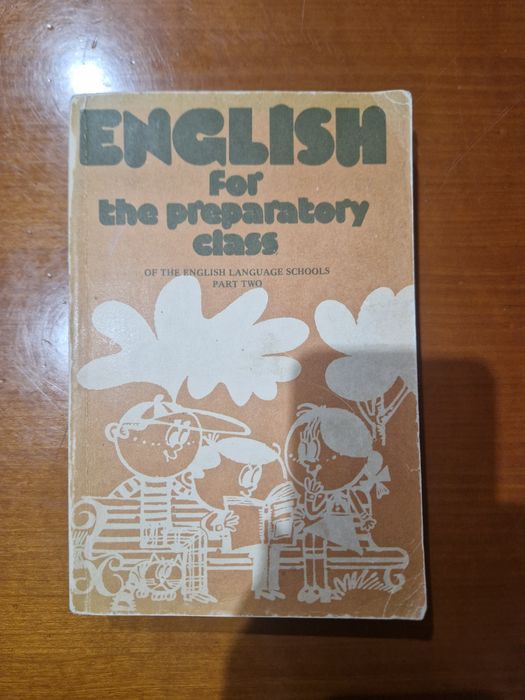 ENGLISH
for
the preparatory
class
OF THE ENGLISH LANGUAGE SCHOOLS
PART TWO